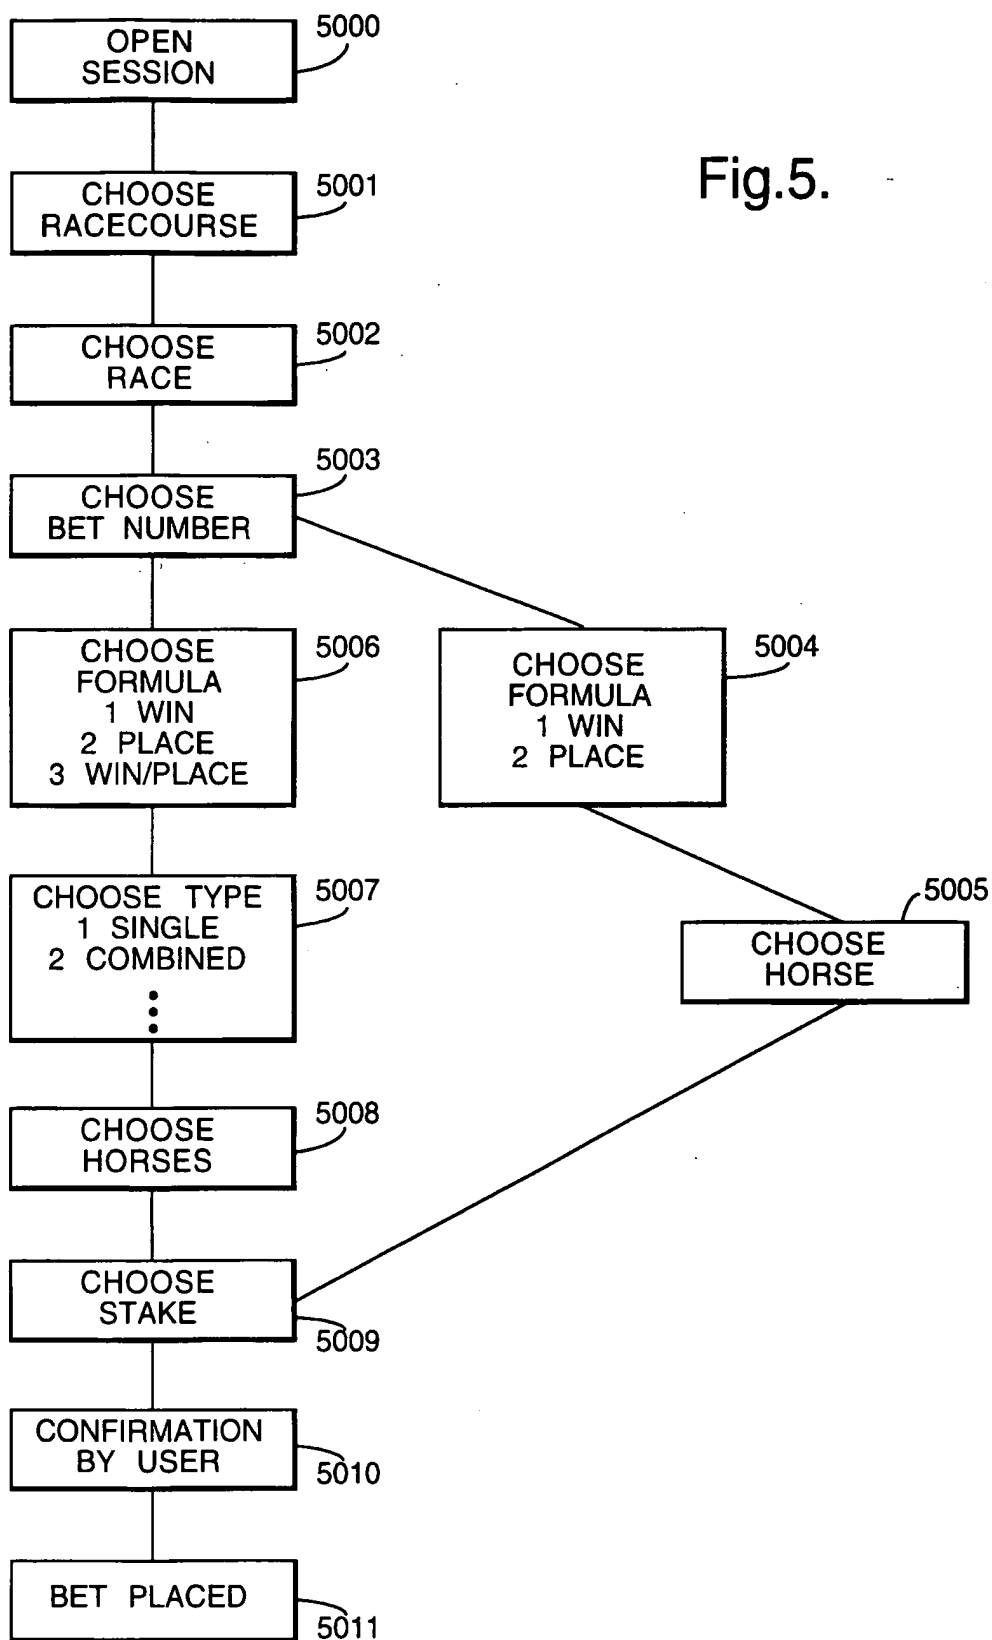 OPEN
SESSION
5000
Fig.5.
CHOOSE
RACECOURSE
5001
CHOOSE
RACE
5002
CHOOSE
BET NUMBER
5003
CHOOSE
FORMULA
1 WIN
2 PLACE
3 WIN/PLACE
5006
CHOOSE
FORMULA
1 WIN
2 PLACE
5004
CHOOSE TYPE
1 SINGLE
2 COMBINED
5007
CHOOSE
HORSE
5005
CHOOSE
HORSES
5008
CHOOSE
STAKE
5009
CONFIRMATION
BY USER
5010
BET PLACED
5011